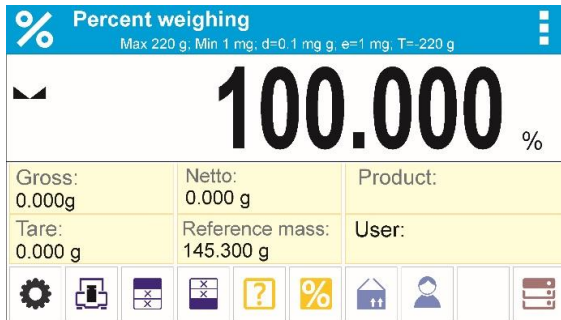 % Percent weighing
Max 220 g; Min 1 mg; d=0.1 mg g; e=1 mg, T=-220 g
100.000 %
Gross: Netto: Product:
0.000g 0.000 g
Tare: Reference mass: User:
0.000 g 145.300 g
x x ? %
x x